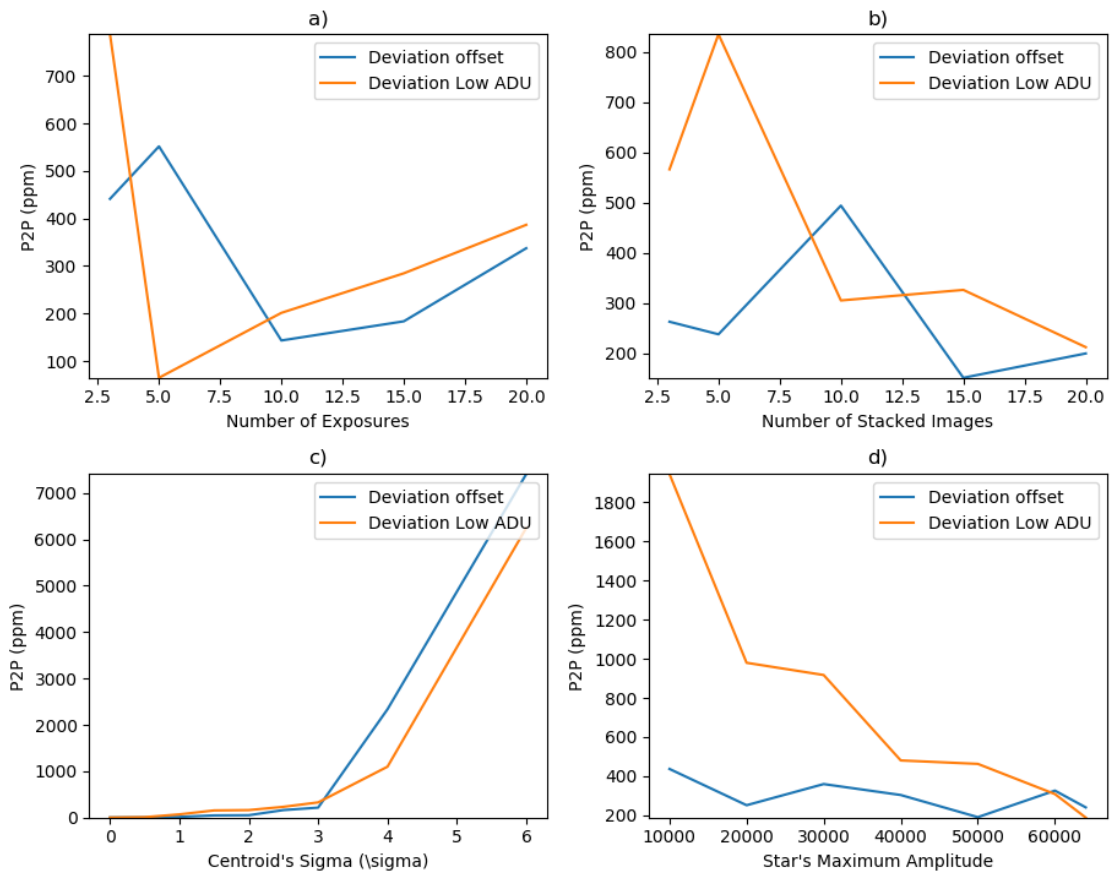 a)
Deviation offset
Deviation Low ADU
P2P (ppm)
700
600
500
400
300
200
100
2.5 5.0 7.5 10.0 12.5 15.0 17.5 20.0
Number of Exposures
b)
Deviation offset
Deviation Low ADU
P2P (ppm)
800
700
600
500
400
300
200
2.5 5.0 7.5 10.0 12.5 15.0 17.5 20.0
Number of Stacked Images
c)
Deviation offset
Deviation Low ADU
P2P (ppm)
7000
6000
5000
4000
3000
2000
1000
0
0 1 2 3 4 5 6
Centroid's Sigma (\sigma)
d)
Deviation offset
Deviation Low ADU
P2P (ppm)
1800
1600
1400
1200
1000
800
600
400
200
10000 20000 30000 40000 50000 60000
Star's Maximum Amplitude